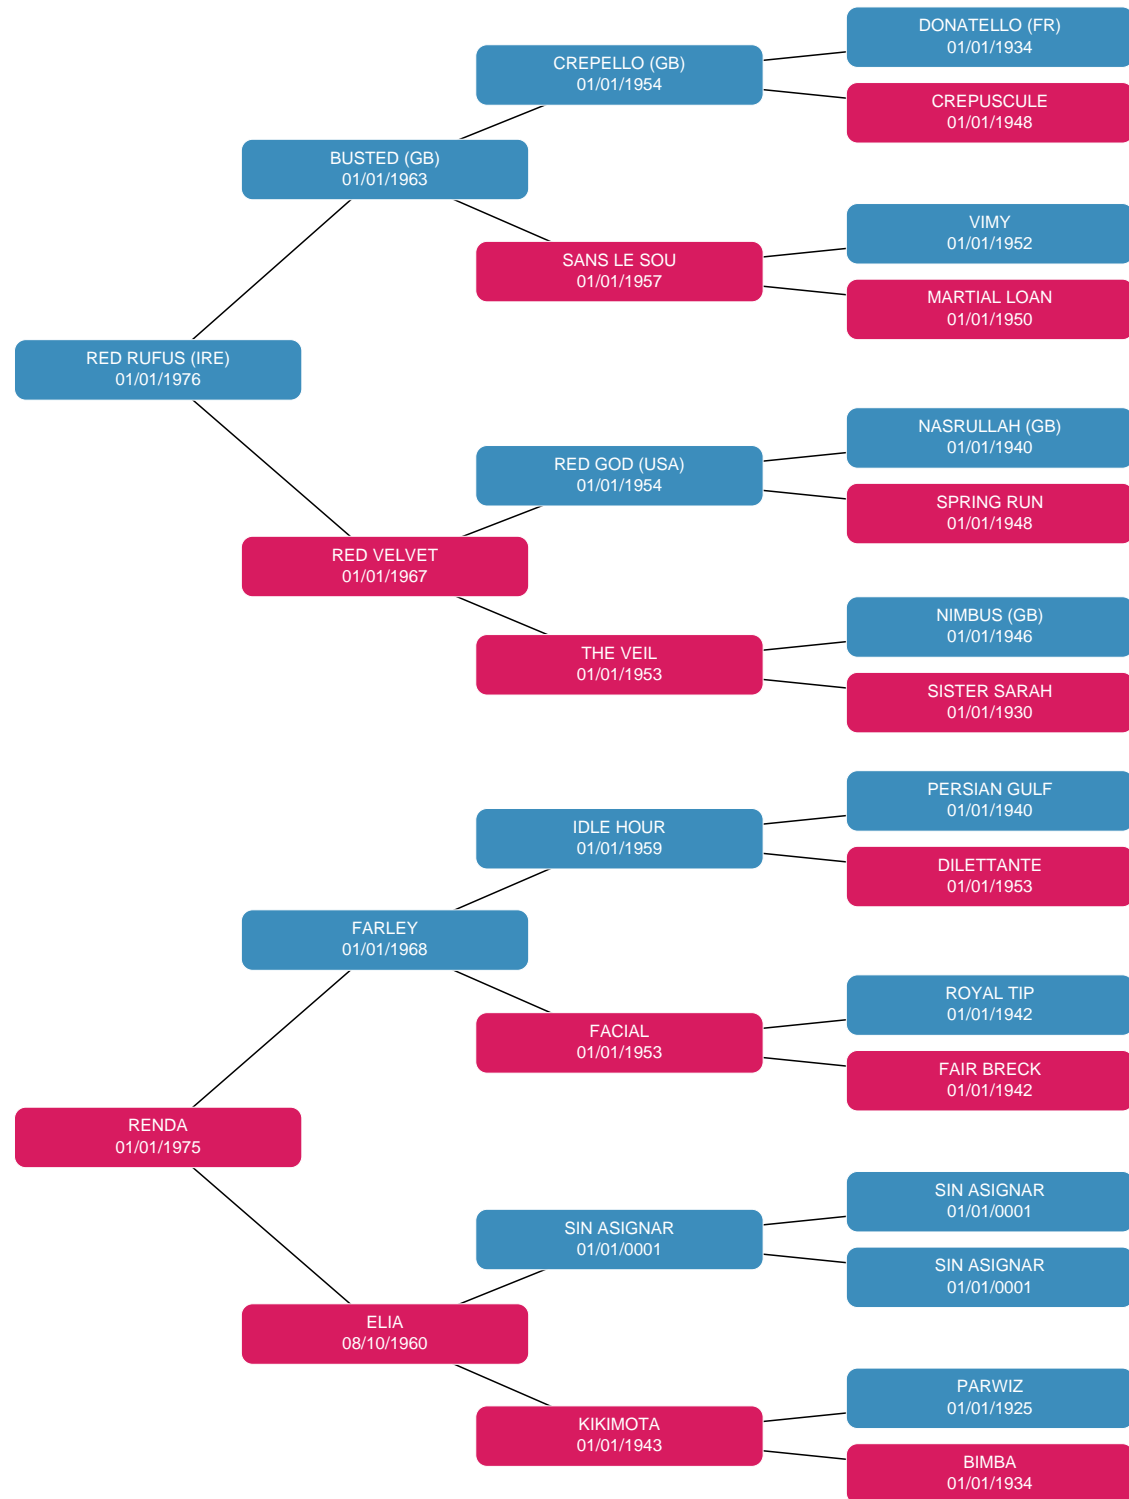 DONATELLO (FR)
01/01/1934
CREPELLO (GB)
01/01/1954
CREPUSCULE
01/01/1948
BUSTED (GB)
01/01/1963
VIMY
01/01/1952
SANS LE SOU
01/01/1957
MARTIAL LOAN
01/01/1950
RED RUFUS (IRE)
01/01/1976
NASRULLAH (GB)
01/01/1940
RED GOD (USA)
01/01/1954
SPRING RUN
01/01/1948
RED VELVET
01/01/1967
NIMBUS (GB)
01/01/1946
THE VEIL
01/01/1953
SISTER SARAH
01/01/1930
PERSIAN GULF
01/01/1940
IDLE HOUR
01/01/1959
DILETTANTE
01/01/1953
FARLEY
01/01/1968
ROYAL TIP
01/01/1942
FACIAL
01/01/1953
FAIR BRECK
01/01/1942
RENDA
01/01/1975
SIN ASIGNAR
01/01/0001
SIN ASIGNAR
01/01/0001
SIN ASIGNAR
01/01/0001
ELIA
08/10/1960
PARWIZ
01/01/1925
KIKIMOTA
01/01/1943
BIMBA
01/01/1934